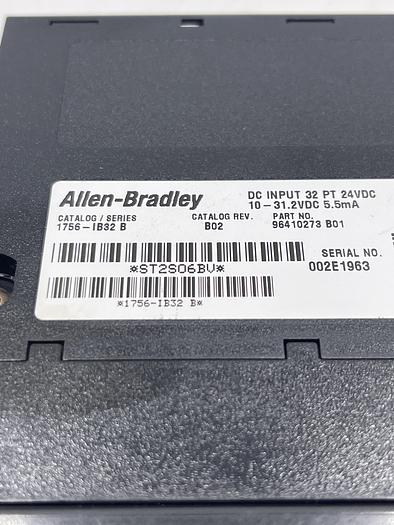 Allen-Bradley
DC INPUT 32 PT 24VDC
10-31.2VDC 5.5mA
CATALOG / SERIES
1756-IB32 B
CATALOG REV.
B02
PART NO.
96410273 B01
*ST2S06BV*
SERIAL NO.
002E1963
*1756-IB32 B*